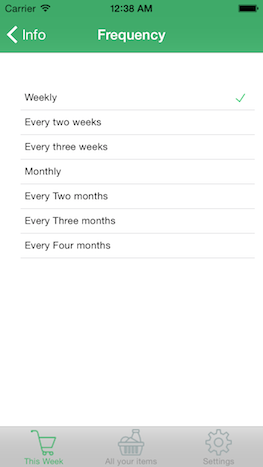 Carrier 12:38 AM
Info Frequency
Weekly
Every two weeks
Every three weeks
Monthly
Every Two months
Every Three months
Every Four months
This Week All your items Settings